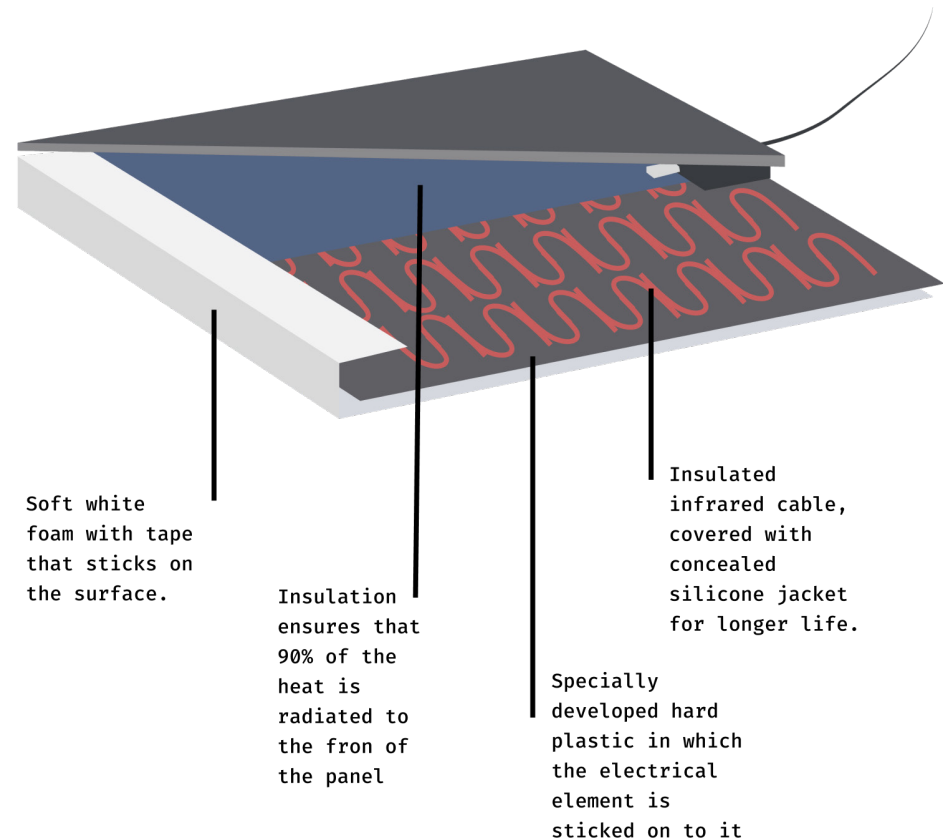 Soft white
foam with tape
that sticks on
the surface.
Insulation
ensures that
90% of the
heat is
radiated to
the fron of
the panel
Specially
developed hard
plastic in which
the electrical
element is
sticked on to it
Insulated
infrared cable,
covered with
concealed
silicone jacket
for longer life.